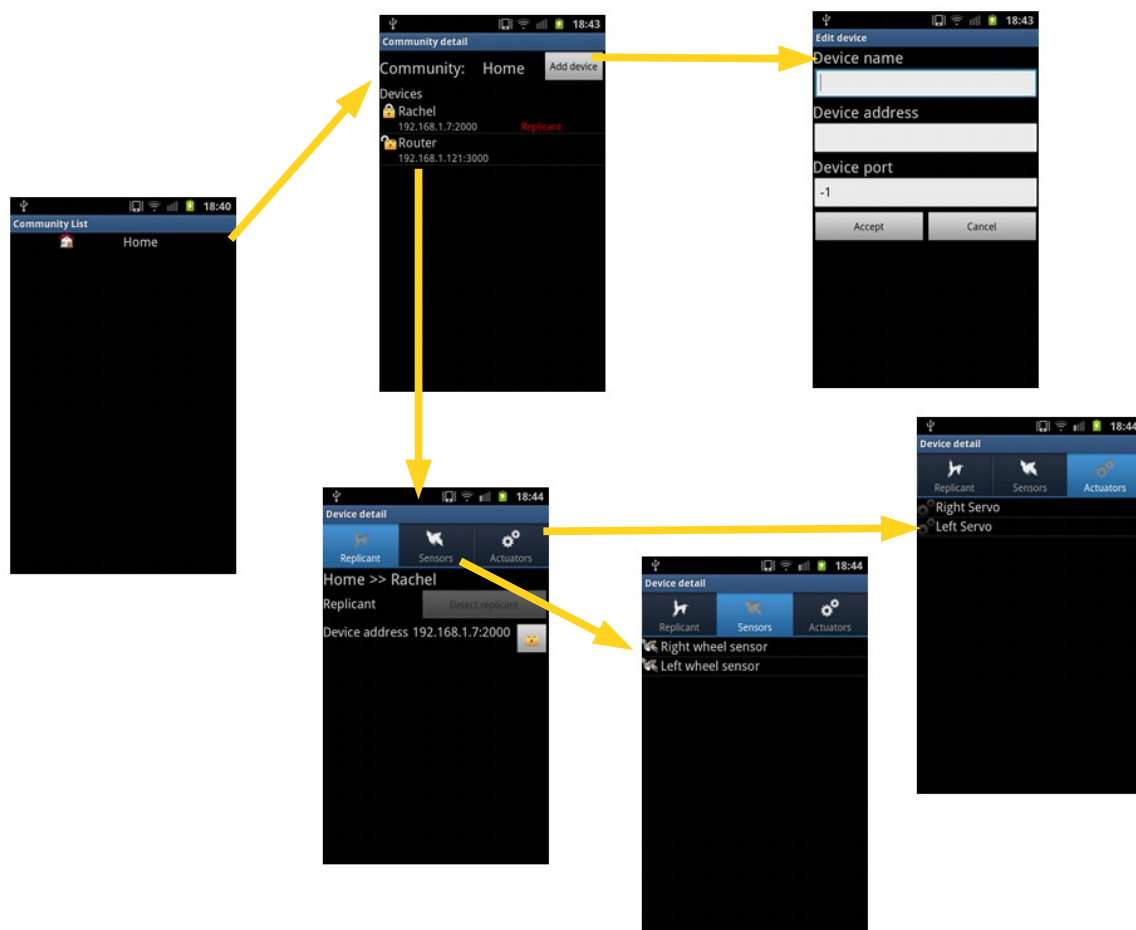 18:40
Community List
Home
18:43
Community detail
Community: Home Add device
Devices
Rachel
192.168.1.7:2000 Replicant
Router
192.168.1.121:3000
18:43
Edit device
Device name
Device address
Device port
-1
Accept Cancel
18:44
Device detail
Replicant Sensors Actuators
Home >> Rachel
Replicant Detect replicant
Device address 192.168.1.7:2000
18:44
Device detail
Replicant Sensors Actuators
Right wheel sensor
Left wheel sensor
18:44
Device detail
Replicant Sensors Actuators
Right Servo
Left Servo